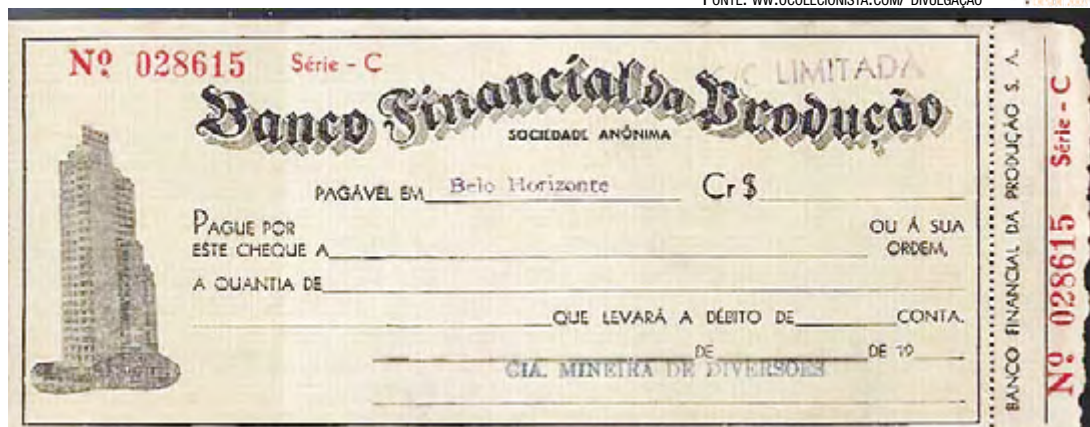 FONTE: WW.OCOLECIONISTA.COM/ DIVULGAÇÃO
Nº 028615 Série - C
C/C LIMITADA
Banco Financial da Produção
SOCIEDADE ANÔNIMA
PAGÁVEL EM Belo Horizonte Cr $
PAGUE POR
ESTE CHEQUE A OU Á SUA
ORDEM,
A QUANTIA DE
QUE LEVARÁ A DÉBITO DE CONTA.
DE DE 19
CIA. MINEIRA DE DIVERSÕES
BANCO FINANCIAL DA PRODUÇÃO S. A.
Nº 028615 Série - C